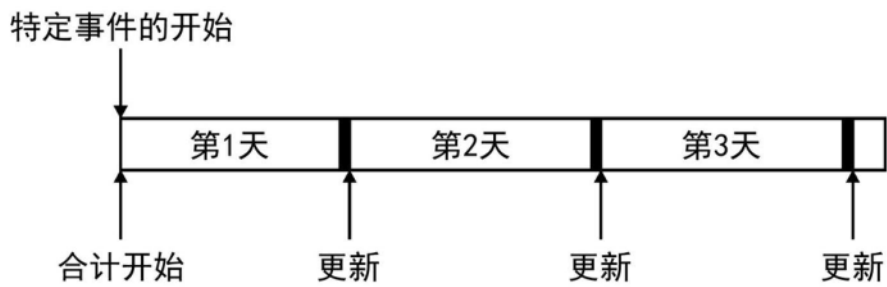 特定事件的开始
第1天 第2天 第3天
合计开始 更新 更新 更新